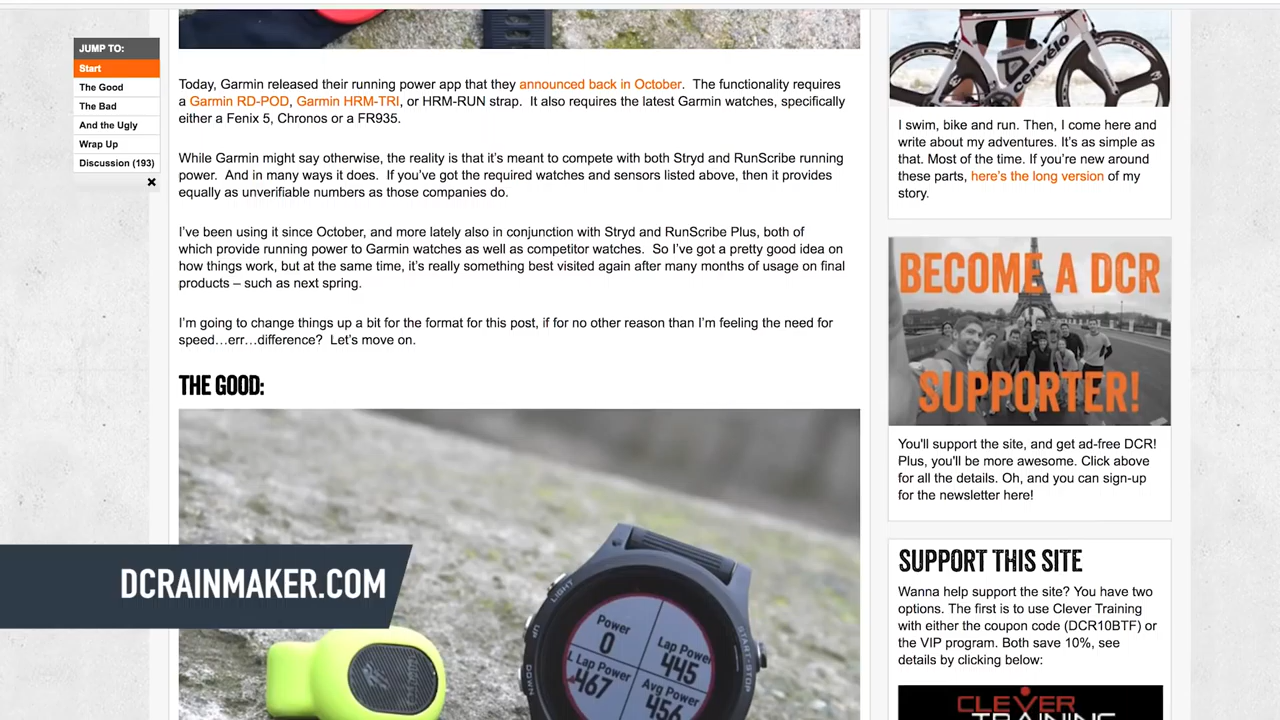 JUMP TO:
Start
The Good
The Bad
And the Ugly
Wrap Up
Discussion (193)
Today, Garmin released their running power app that they announced back in October. The functionality requires
a Garmin RD-POD, Garmin HRM-TRI, or HRM-RUN strap. It also requires the latest Garmin watches, specifically
either a Fenix 5, Chronos or a FR935.
While Garmin might say otherwise, the reality is that it's meant to compete with both Stryd and RunScribe running
power. And in many ways it does. If you've got the required watches and sensors listed above, then it provides
equally as unverifiable numbers as those companies do.
I've been using it since October, and more lately also in conjunction with Stryd and RunScribe Plus, both of
which provide running power to Garmin watches as well as competitor watches. So I've got a pretty good idea on
how things work, but at the same time, it's really something best visited again after many months of usage on final
products – such as next spring.
I'm going to change things up a bit for the format for this post, if for no other reason than I'm feeling the need for
speed…err…difference? Let's move on.
THE GOOD:
LIGHT
UP
DOWN
START·STOP
Power
0
Lap Power
445
L Lap Power
467
Avg Power
456
DCRAINMAKER.COM
cervélo
I swim, bike and run. Then, I come here and
write about my adventures. It's as simple as
that. Most of the time. If you're new around
these parts, here's the long version of my
story.
BECOME A DCR
SUPPORTER!
You'll support the site, and get ad-free DCR!
Plus, you'll be more awesome. Click above
for all the details. Oh, and you can sign-up
for the newsletter here!
SUPPORT THIS SITE
Wanna help support the site? You have two
options. The first is to use Clever Training
with either the coupon code (DCR10BTF) or
the VIP program. Both save 10%, see
details by clicking below:
CLEVER
TRAINING